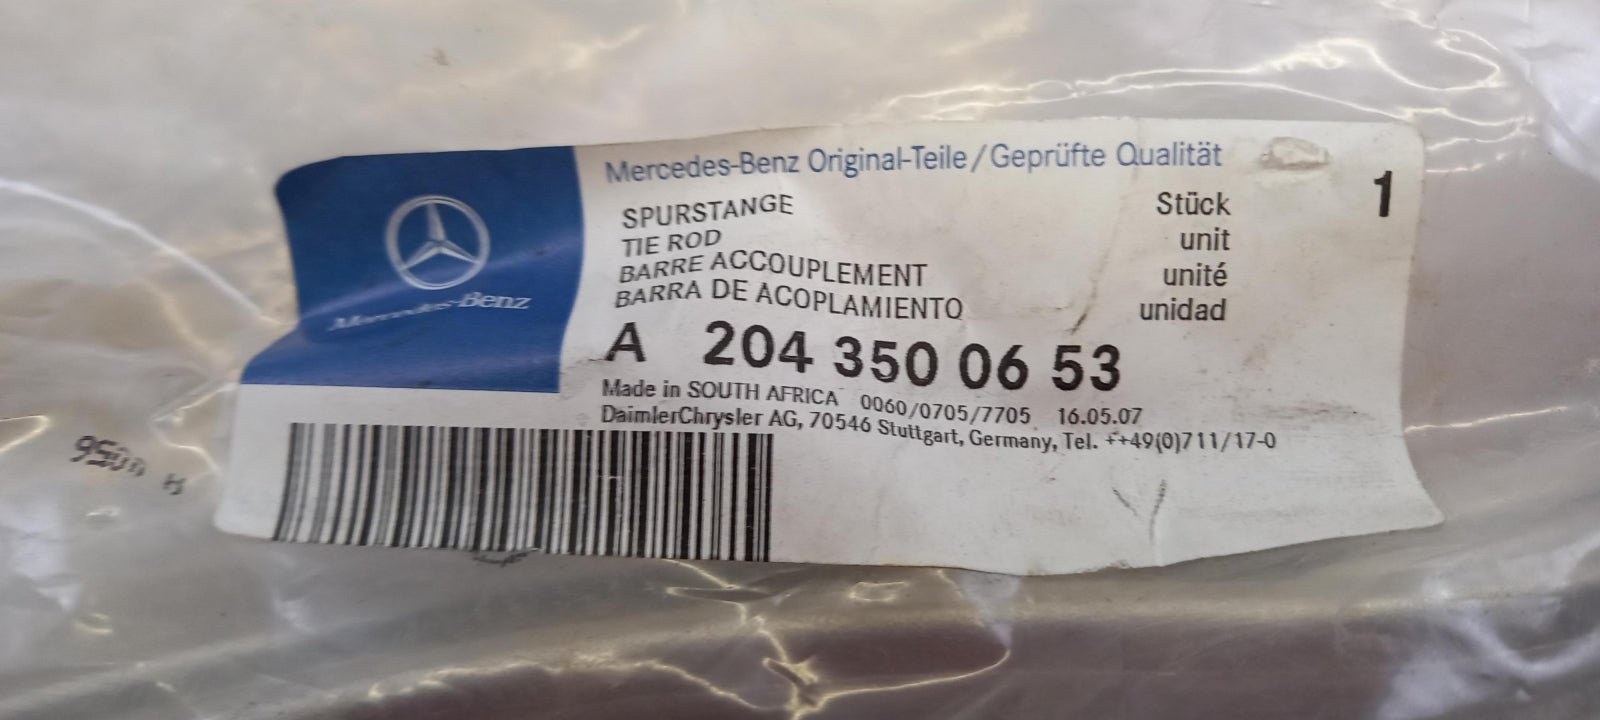 Mercedes-Benz Original-Teile/Geprüfte Qualität
Mercedes-Benz
SPURSTANGE Stück 1
TIE ROD unit
BARRE ACCOUPLEMENT unité
BARRA DE ACOPLAMIENTO unidad
A 204 350 06 53
Made in SOUTH AFRICA 0060/0705/7705 16.05.07
DaimlerChrysler AG, 70546 Stuttgart, Germany, Tel. ++49(0)711/17-0